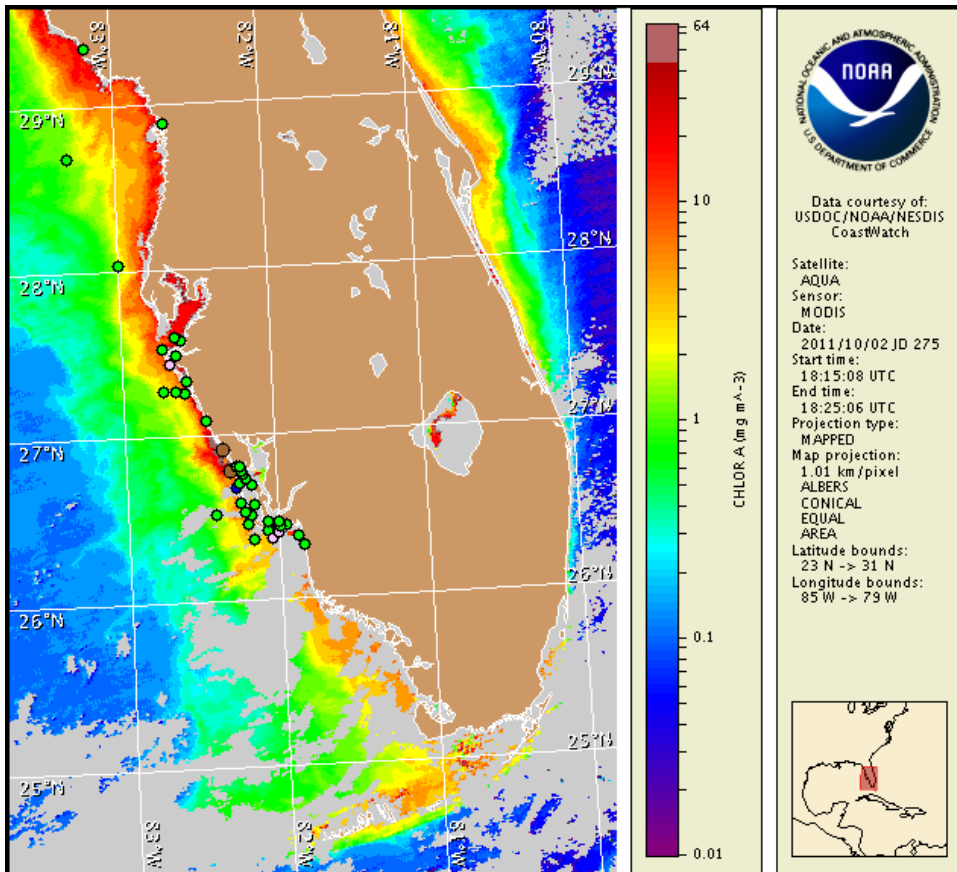 83°W
82°W
81°W
80°W
29°N
29°N
28°N
28°N
27°N
27°N
26°N
26°N
25°N
25°N
83°W
82°W
81°W
64
10
1
0.1
0.01
CHLOR A (mg m^-3)
NATIONAL OCEANIC AND ATMOSPHERIC ADMINISTRATION
NOAA
U.S. DEPARTMENT OF COMMERCE
Data courtesy of:
USDOC/NOAA/NESDIS
CoastWatch
Satellite:
AQUA
Sensor:
MODIS
Date:
2011/10/02 JD 275
Start time:
18:15:08 UTC
End time:
18:25:06 UTC
Projection type:
MAPPED
Map projection:
1.01 km/pixel
ALBERS
CONICAL
EQUAL
AREA
Latitude bounds:
23 N -> 31 N
Longitude bounds:
85 W -> 79 W